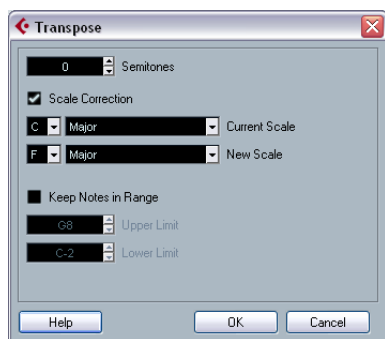 Transpose
0 Semitones
Scale Correction
C Major Current Scale
F Major New Scale
Keep Notes in Range
G8 Upper Limit
C-2 Lower Limit
Help OK Cancel